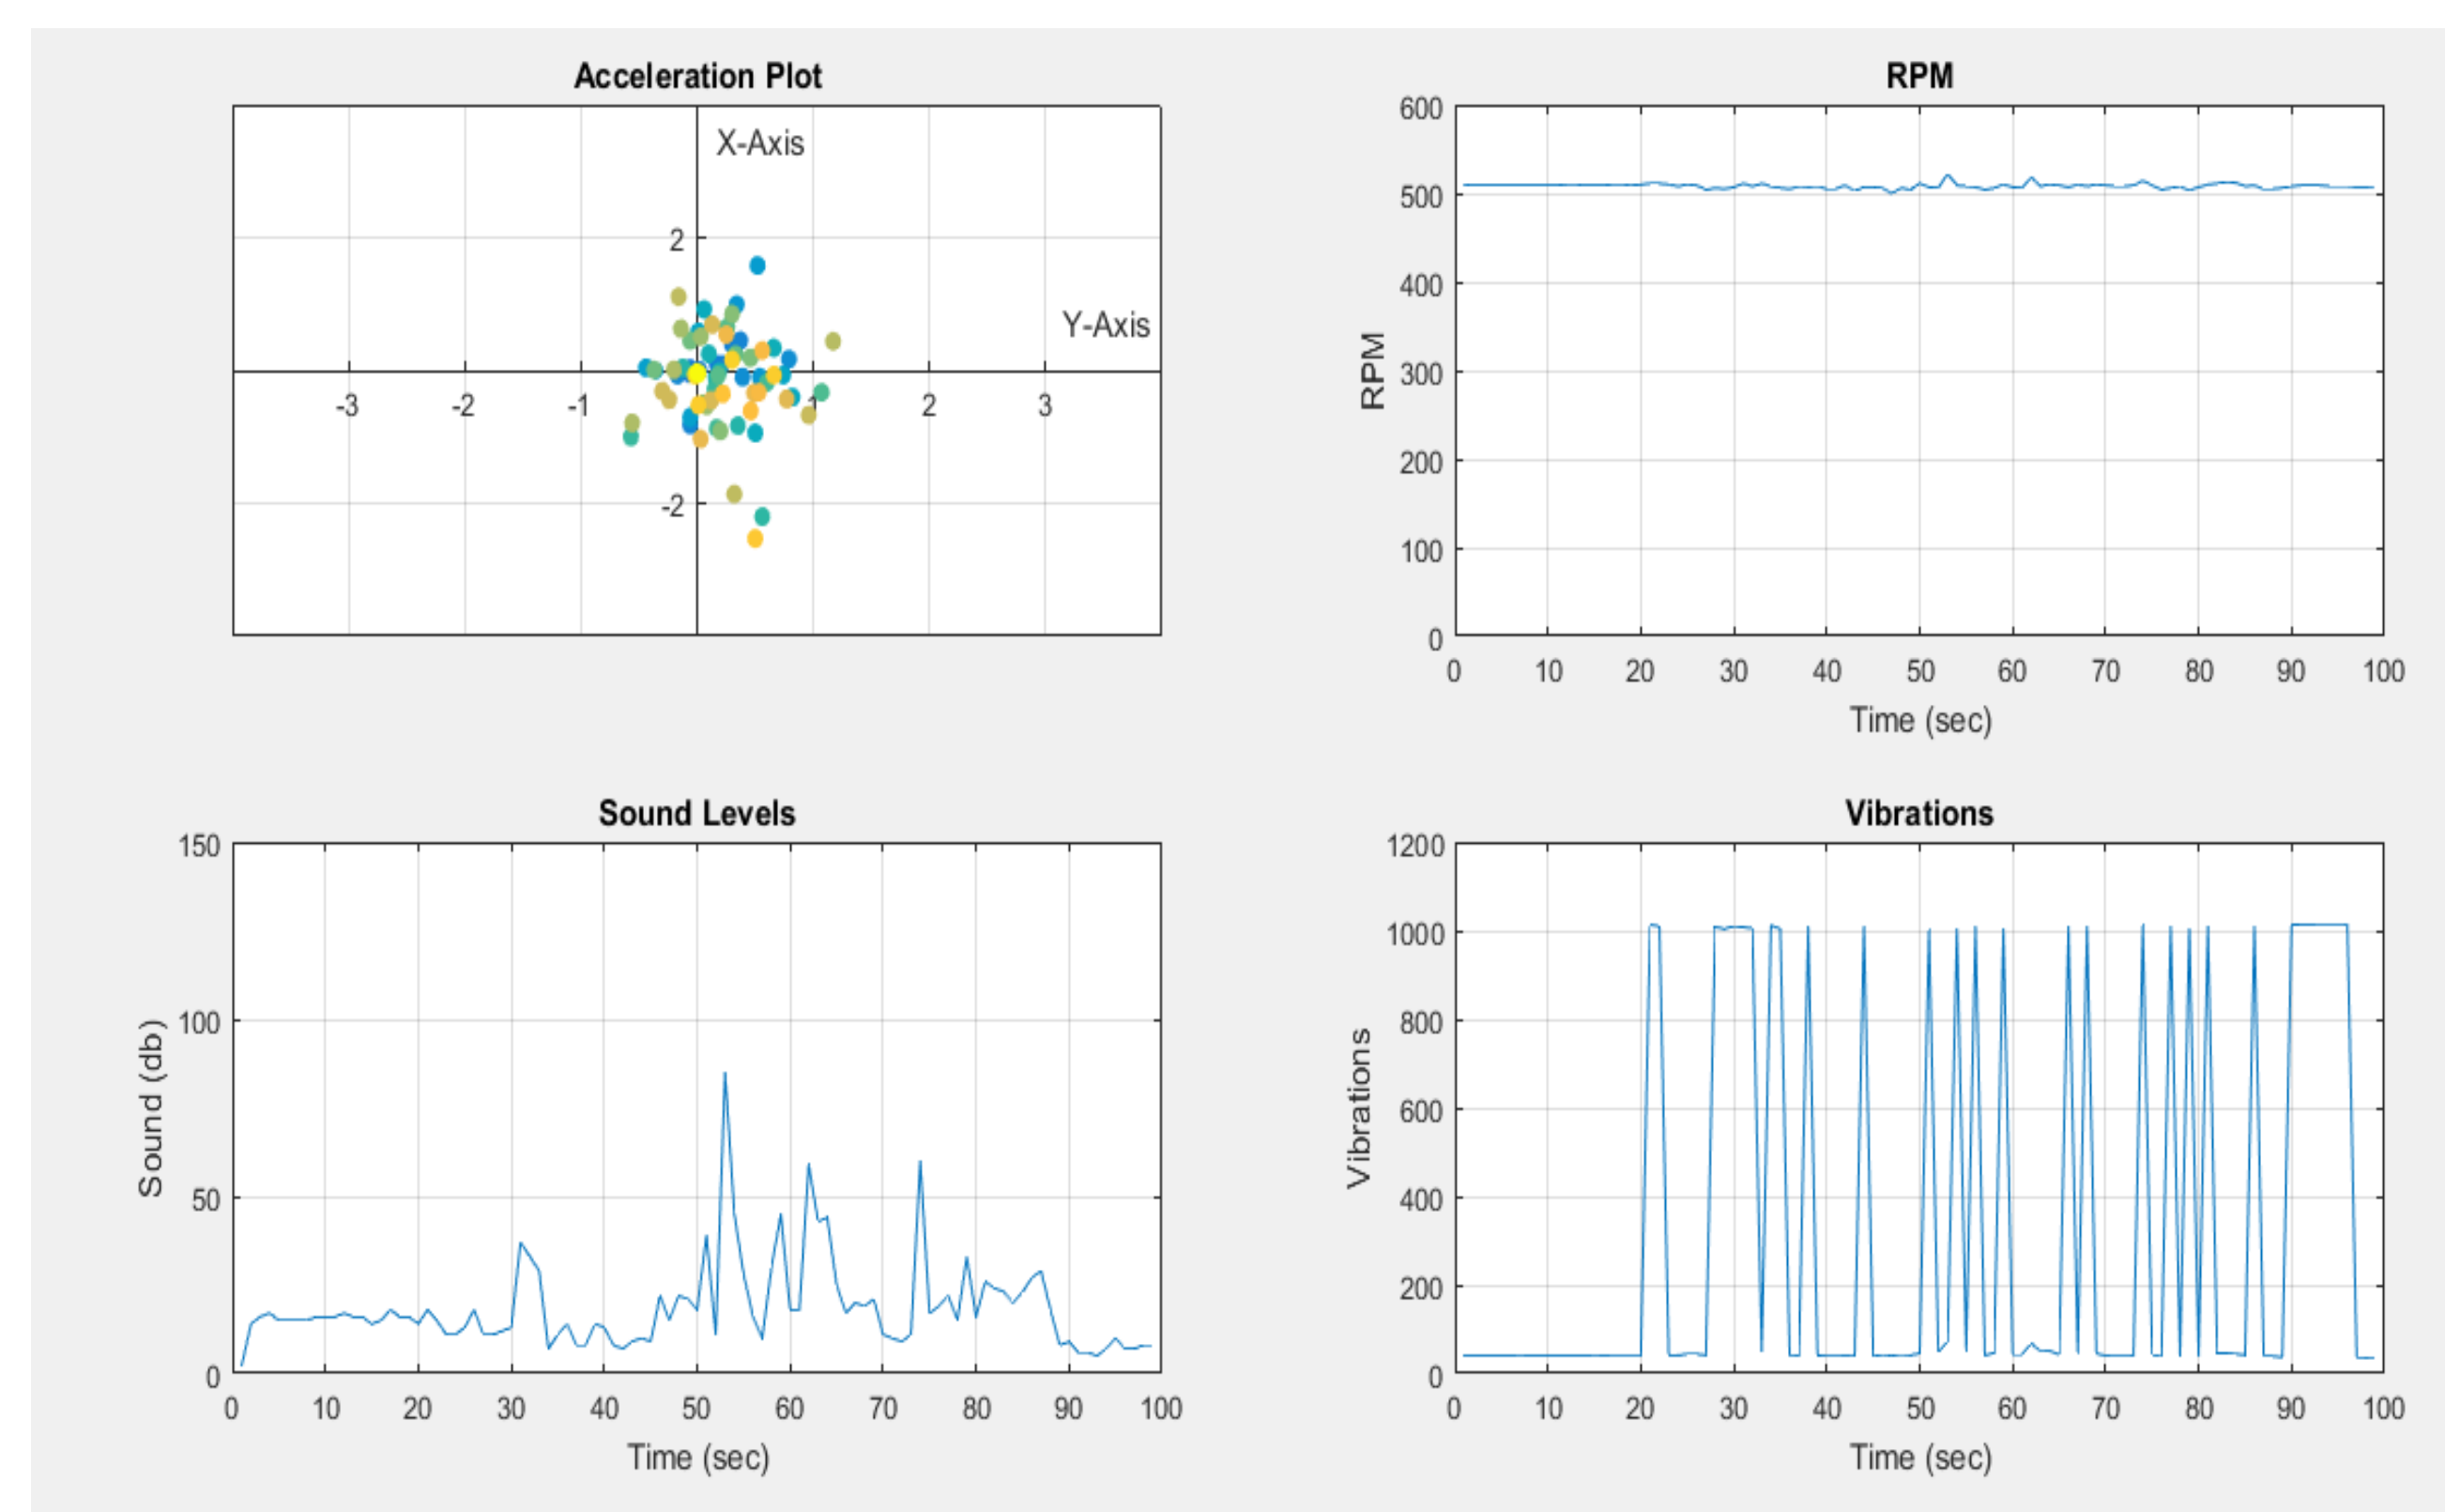 Acceleration Plot
X-Axis
2
Y-Axis
-3 -2 -1 1 2 3
-2
RPM
600
500
400
300
200
100
0
RPM
0 10 20 30 40 50 60 70 80 90 100
Time (sec)
Sound Levels
150
100
50
0
Sound (db)
0 10 20 30 40 50 60 70 80 90 100
Time (sec)
Vibrations
1200
1000
800
600
400
200
0
Vibrations
0 10 20 30 40 50 60 70 80 90 100
Time (sec)